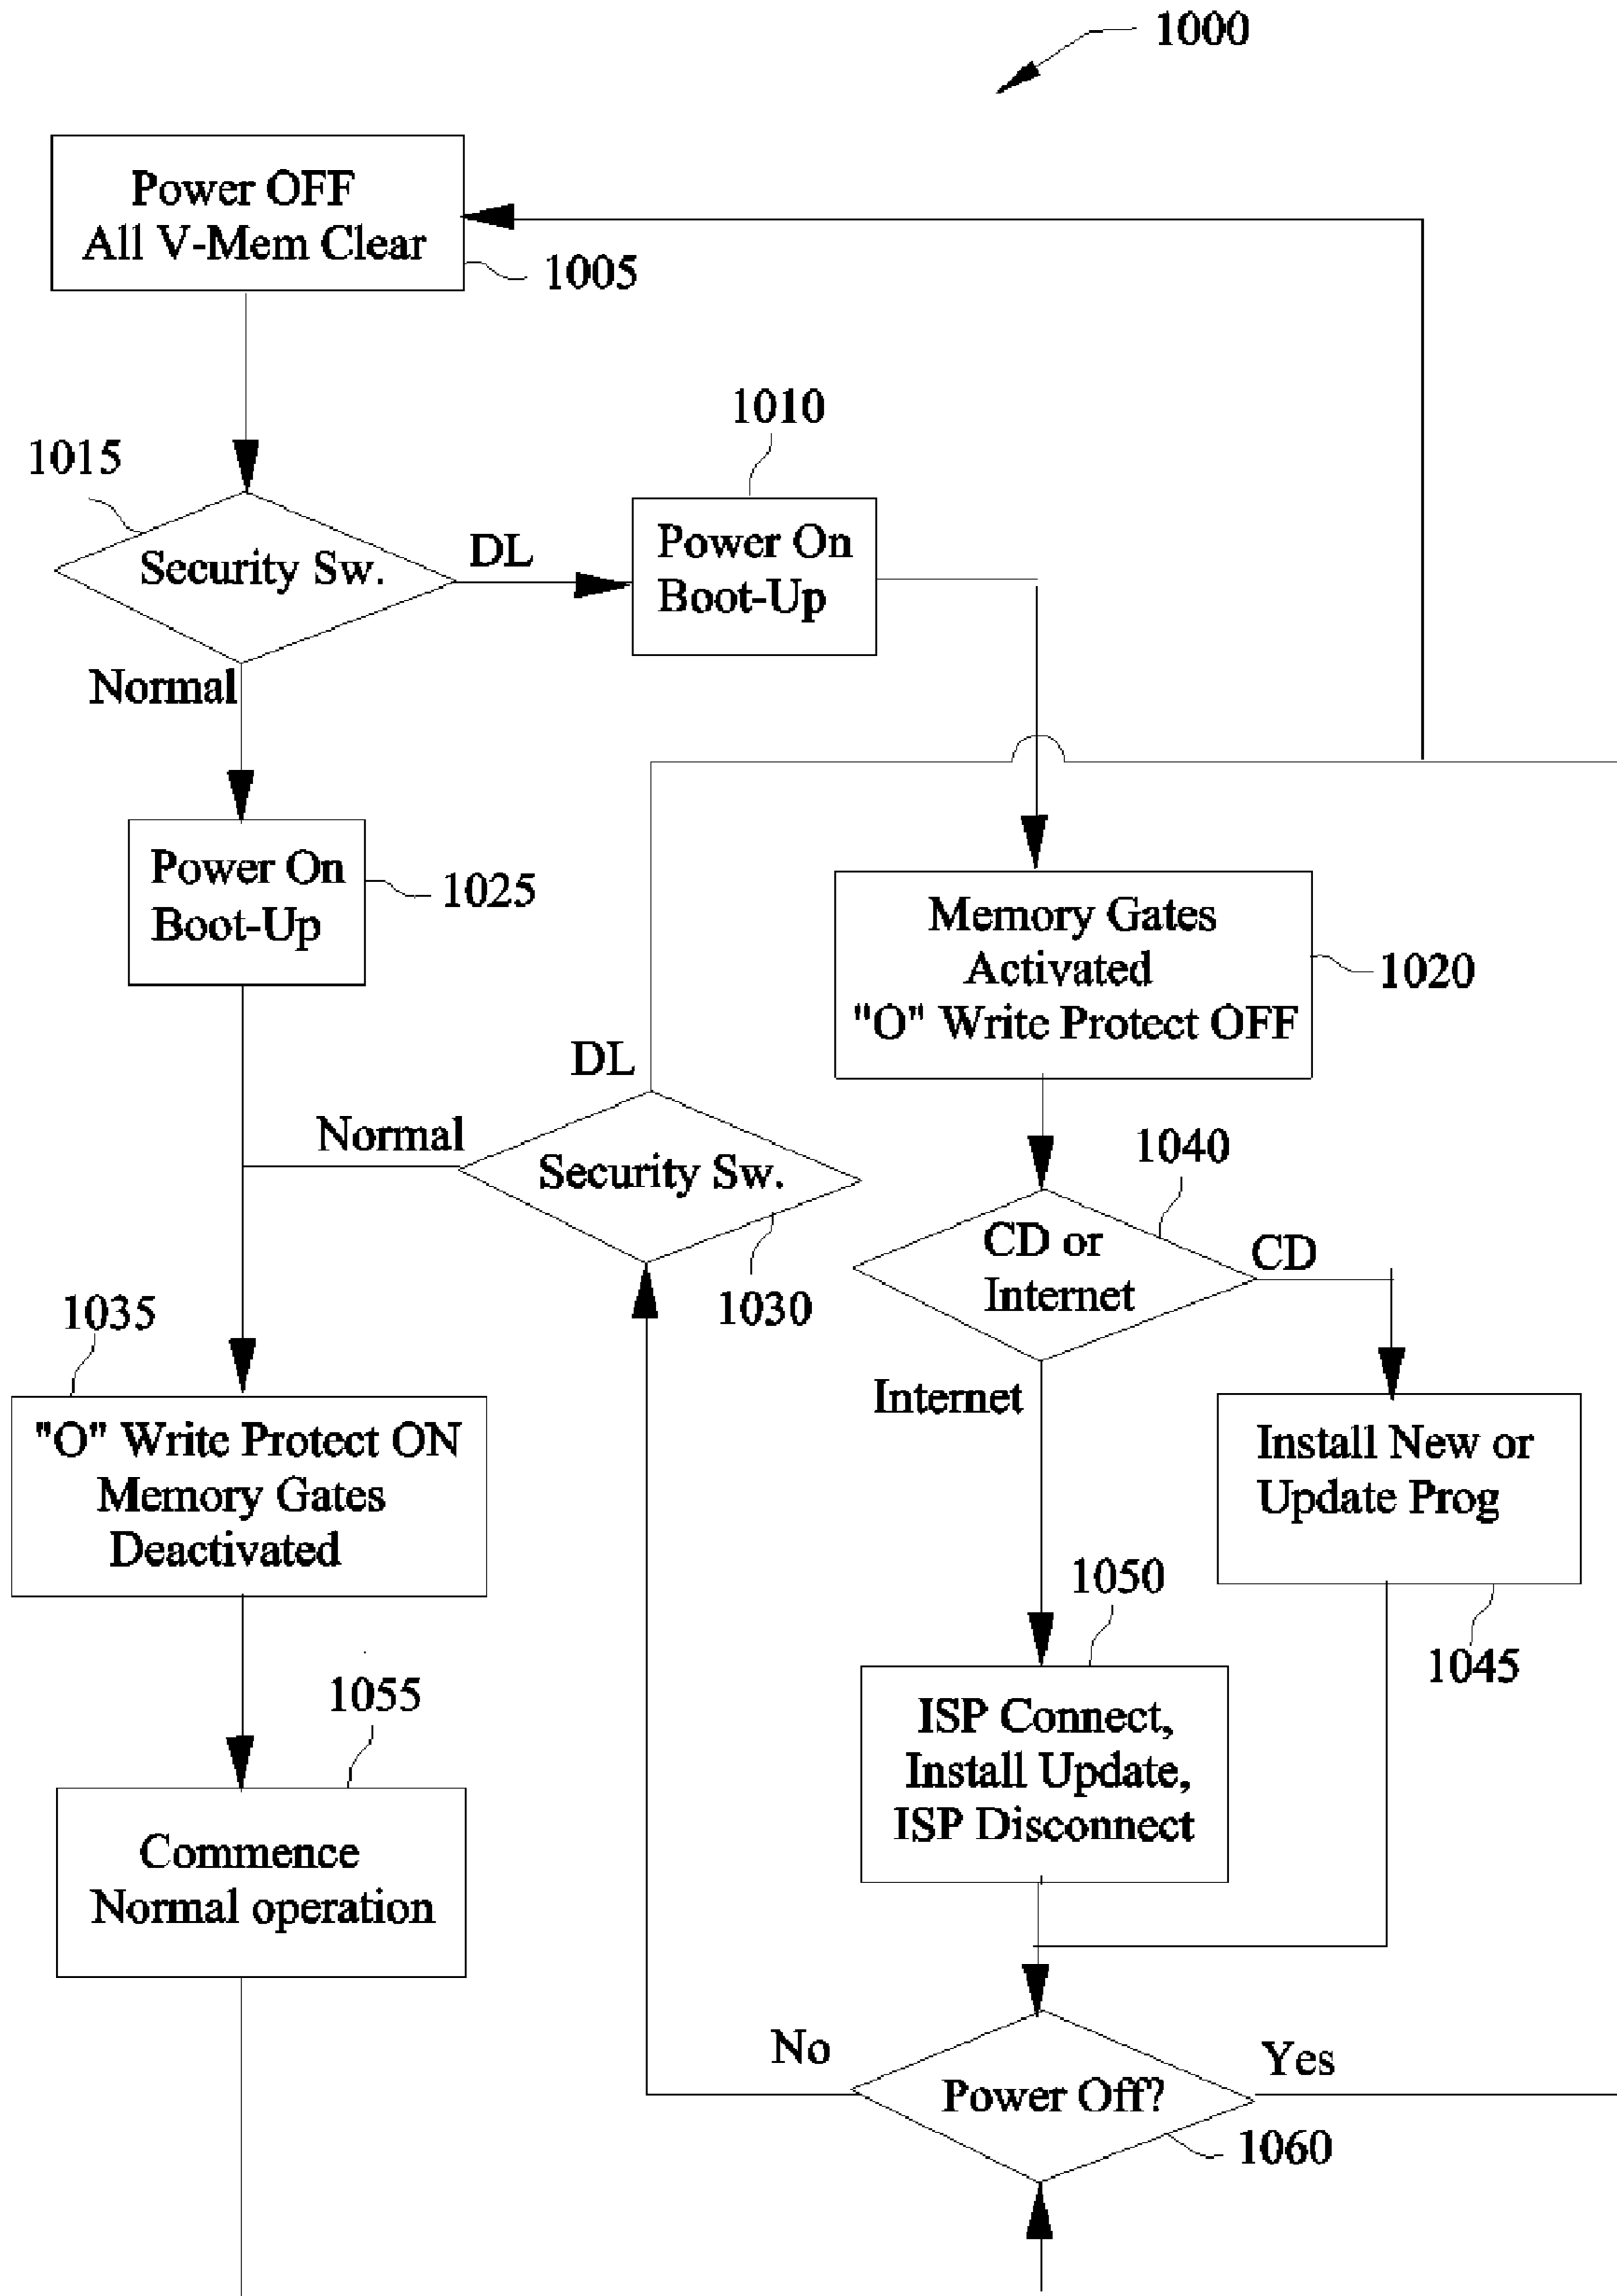 1000
Power OFF
All V-Mem Clear
1005
1010
1015
Security Sw.
DL
Power On
Boot-Up
Normal
Power On
Boot-Up
1025
Memory Gates
Activated
"O" Write Protect OFF
1020
DL
Normal
Security Sw.
1030
1040
CD or
Internet
CD
Internet
1035
"O" Write Protect ON
Memory Gates
Deactivated
Install New or
Update Prog
1045
1050
ISP Connect,
Install Update,
ISP Disconnect
1055
Commence
Normal operation
No
Power Off?
Yes
1060